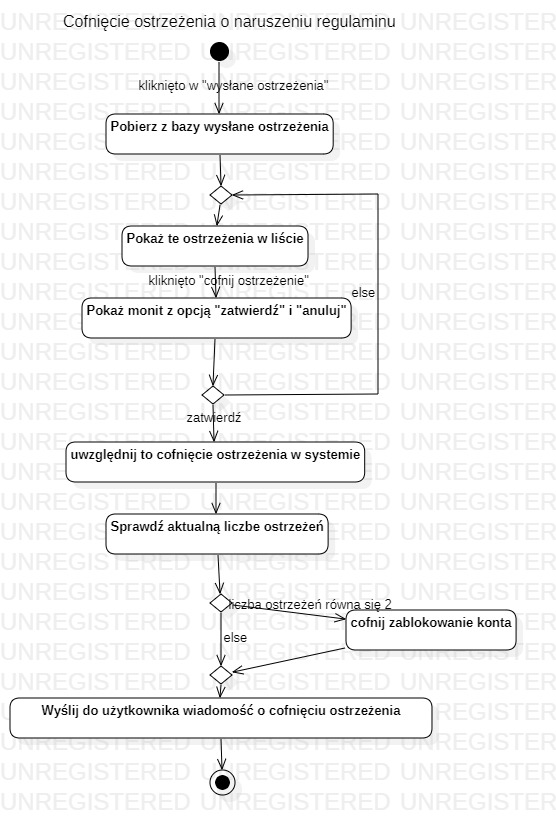 Cofnięcie ostrzeżenia o naruszeniu regulaminu
kliknięto w "wysłane ostrzeżenia"
Pobierz z bazy wysłane ostrzeżenia
Pokaż te ostrzeżenia w liście
kliknięto "cofnij ostrzeżenie"
else
Pokaż monit z opcją "zatwierdź" i "anuluj"
zatwierdź
uwzględnij to cofnięcie ostrzeżenia w systemie
Sprawdź aktualną liczbe ostrzeżeń
liczba ostrzeżeń równa się 2
cofnij zablokowanie konta
else
Wyślij do użytkownika wiadomość o cofnięciu ostrzeżenia
UNREGISTERED